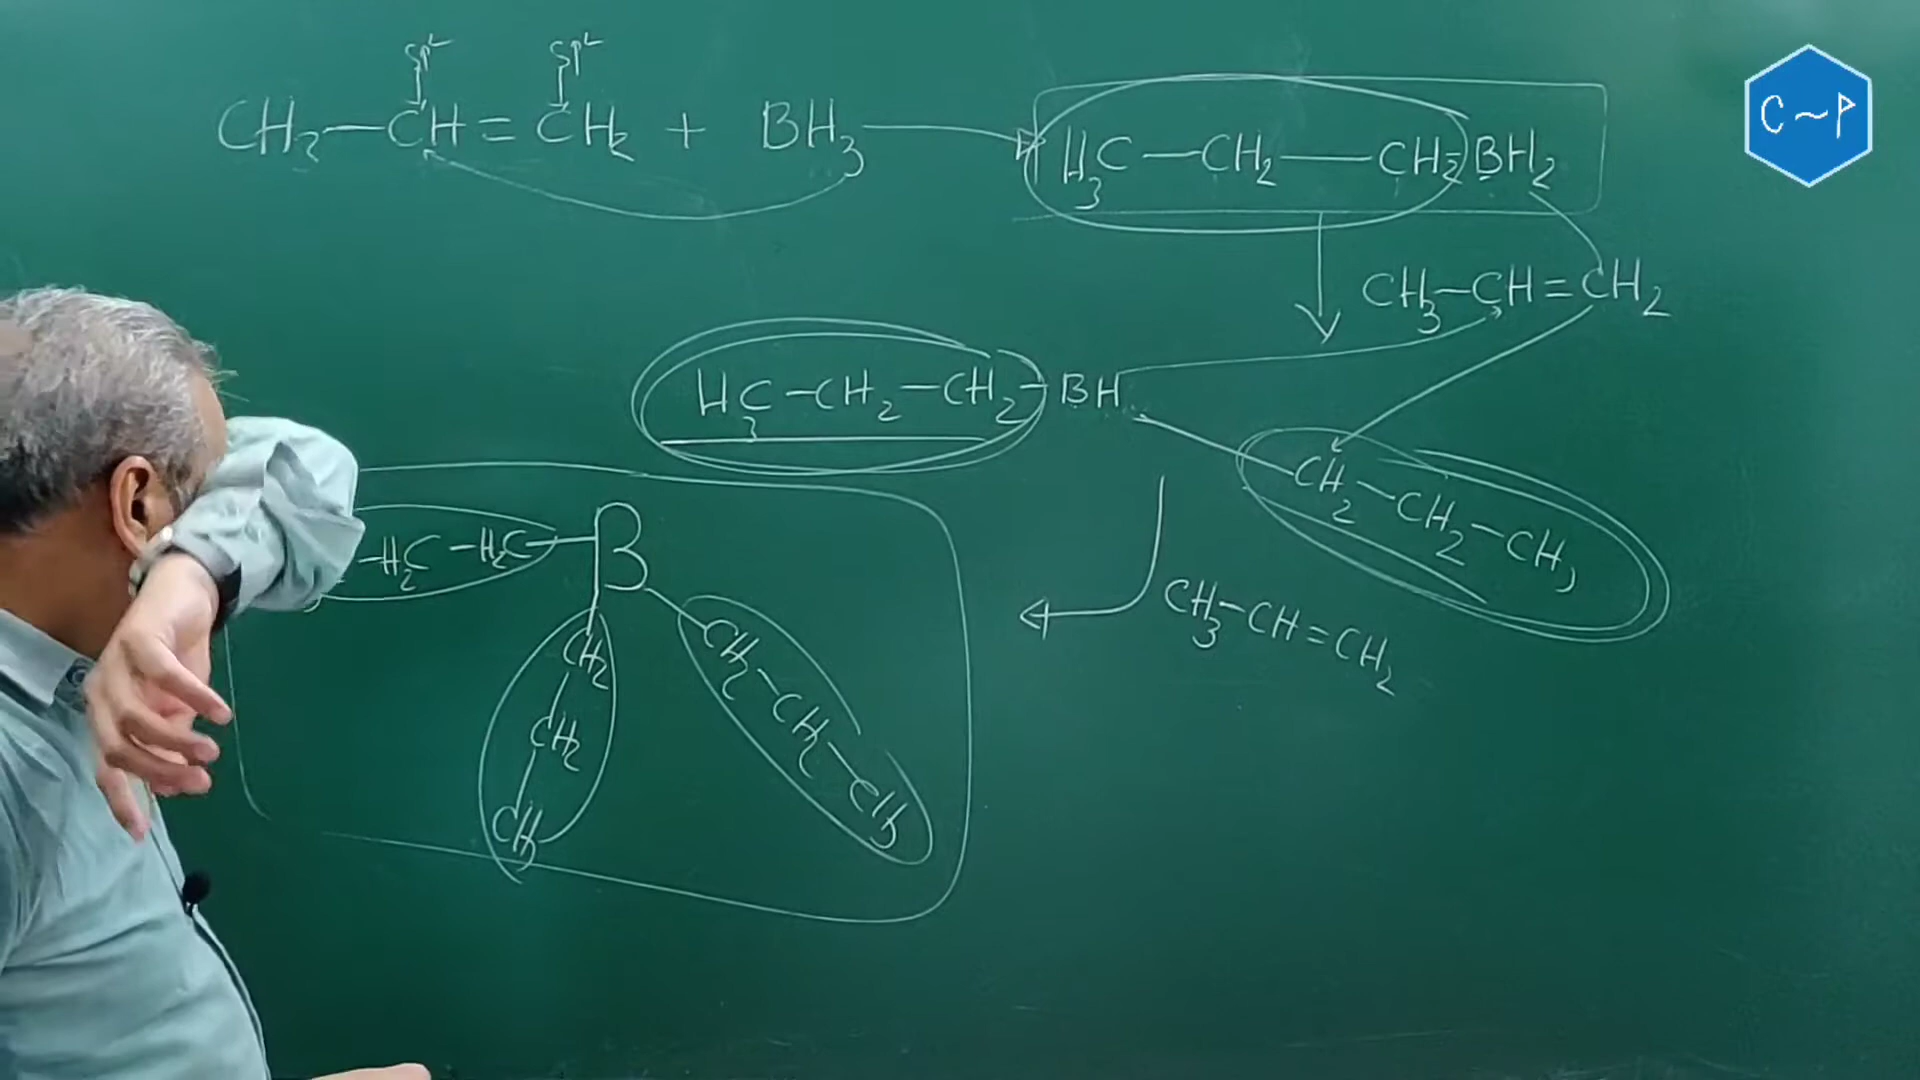 sp² sp²
CH₃—CH=CH₂ + BH₃ → H₃C—CH₂—CH₂-BH₂
C~P
CH₃—CH=CH₂
H₃C-CH₂-CH₂-BH
CH₂-CH₂-CH₃
-H₂C-H₂C-B
CH₂-CH₂-CH₃
CH₂-CH₂-CH₃
CH₃-CH=CH₂